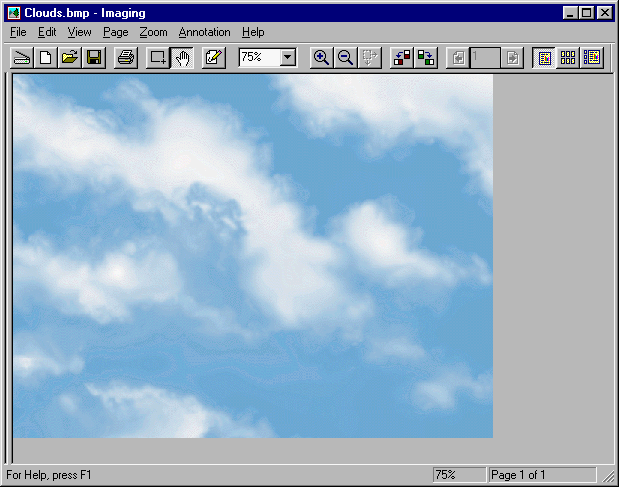 Clouds.bmp - Imaging
File Edit View Page Zoom Annotation Help
75% 1
For Help, press F1 75% Page 1 of 1